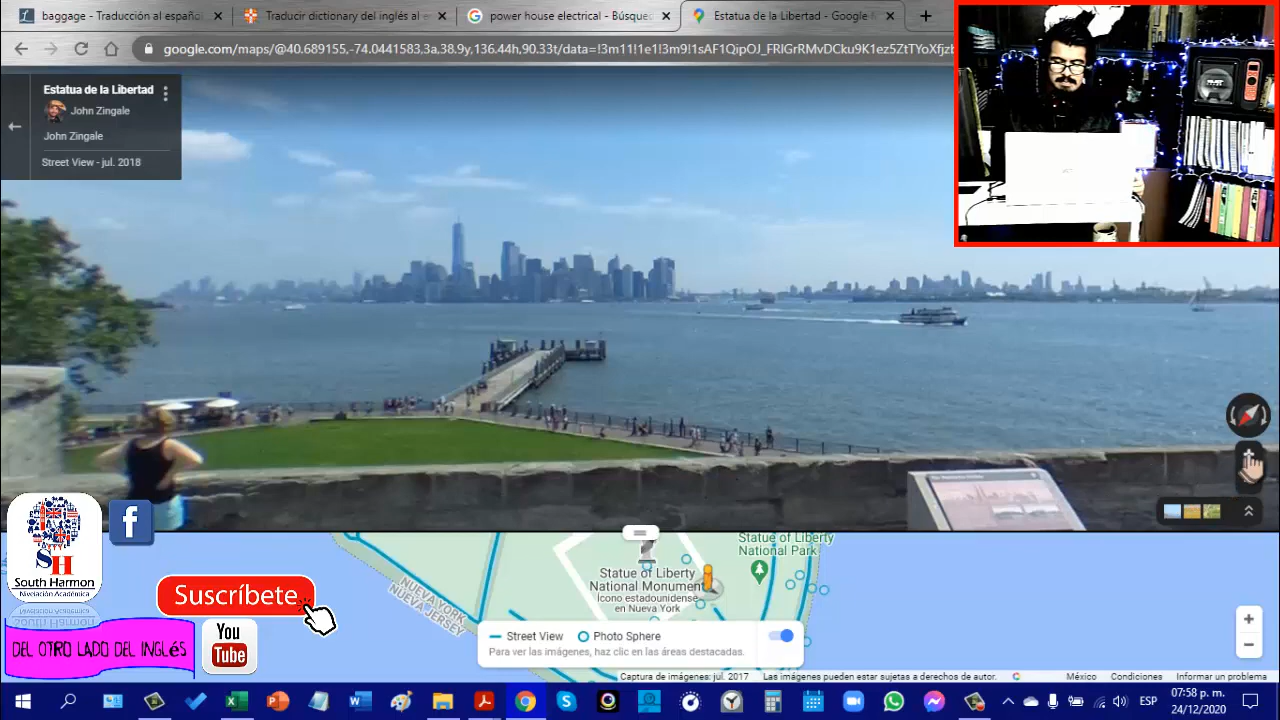 baggage - Traducción al español
Traducir dictionary del inglés al e
power house electrical - Búsque
Estatua de la Libertad - Google
google.com/maps/@40.689155,-74.0441583,3a,38.9y,136.44h,90.33t/data=!3m11!1e1!3m9!1sAF1QipOJ_FRlGrRMvDCku9K1ez5ZtTYoXfjzb
Estatua de la Libertad
John Zingale
John Zingale
Street View - jul. 2018
SH
South Harmon
Nivelación Académica
f
Suscríbete
DEL OTRO LADO DEL INGLÉS
You
Tube
NUEVA YORK
NUEVA JERSEY
Statue of Liberty
National Monument
Icono estadounidense
en Nueva York
Statue of Liberty
National Park
Street View
Photo Sphere
Para ver las imágenes, haz clic en las áreas destacadas.
Captura de imágenes: jul. 2017
Las imágenes pueden estar sujetas a derechos de autor.
México
Condiciones
Informar un problema
ESP
07:58 p. m.
24/12/2020